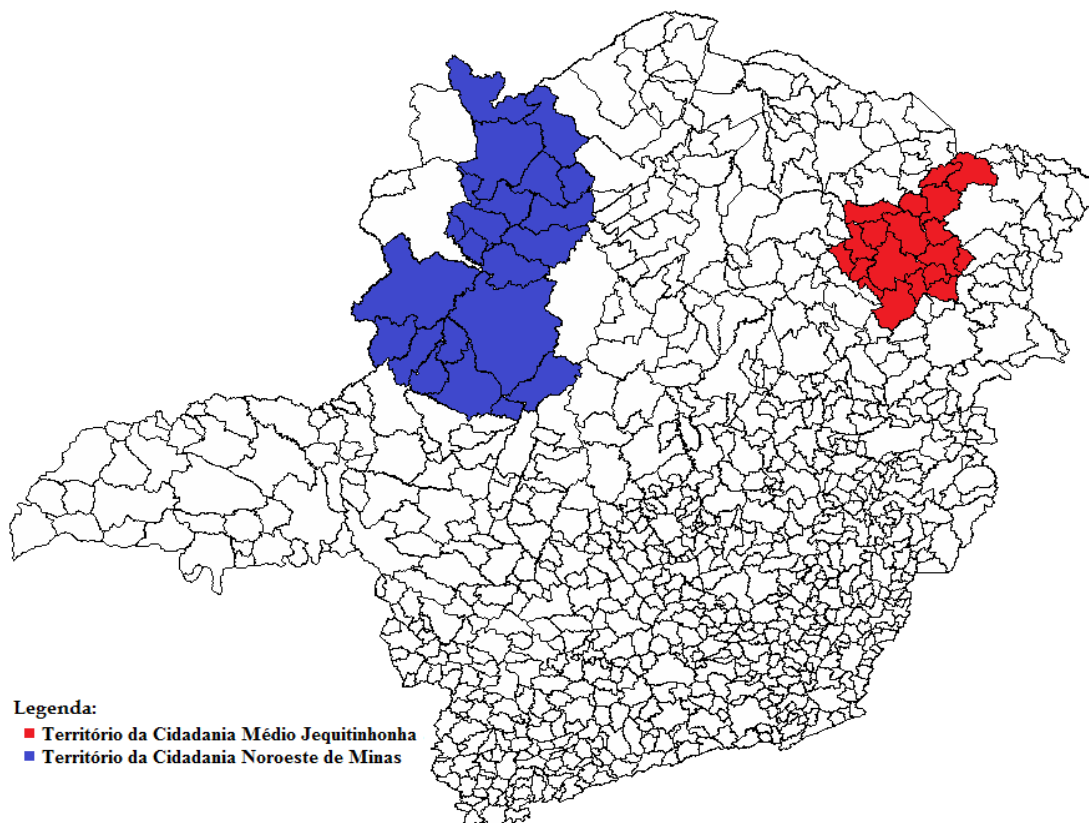 Legenda:
Território da Cidadania Médio Jequitinhonha
Território da Cidadania Noroeste de Minas